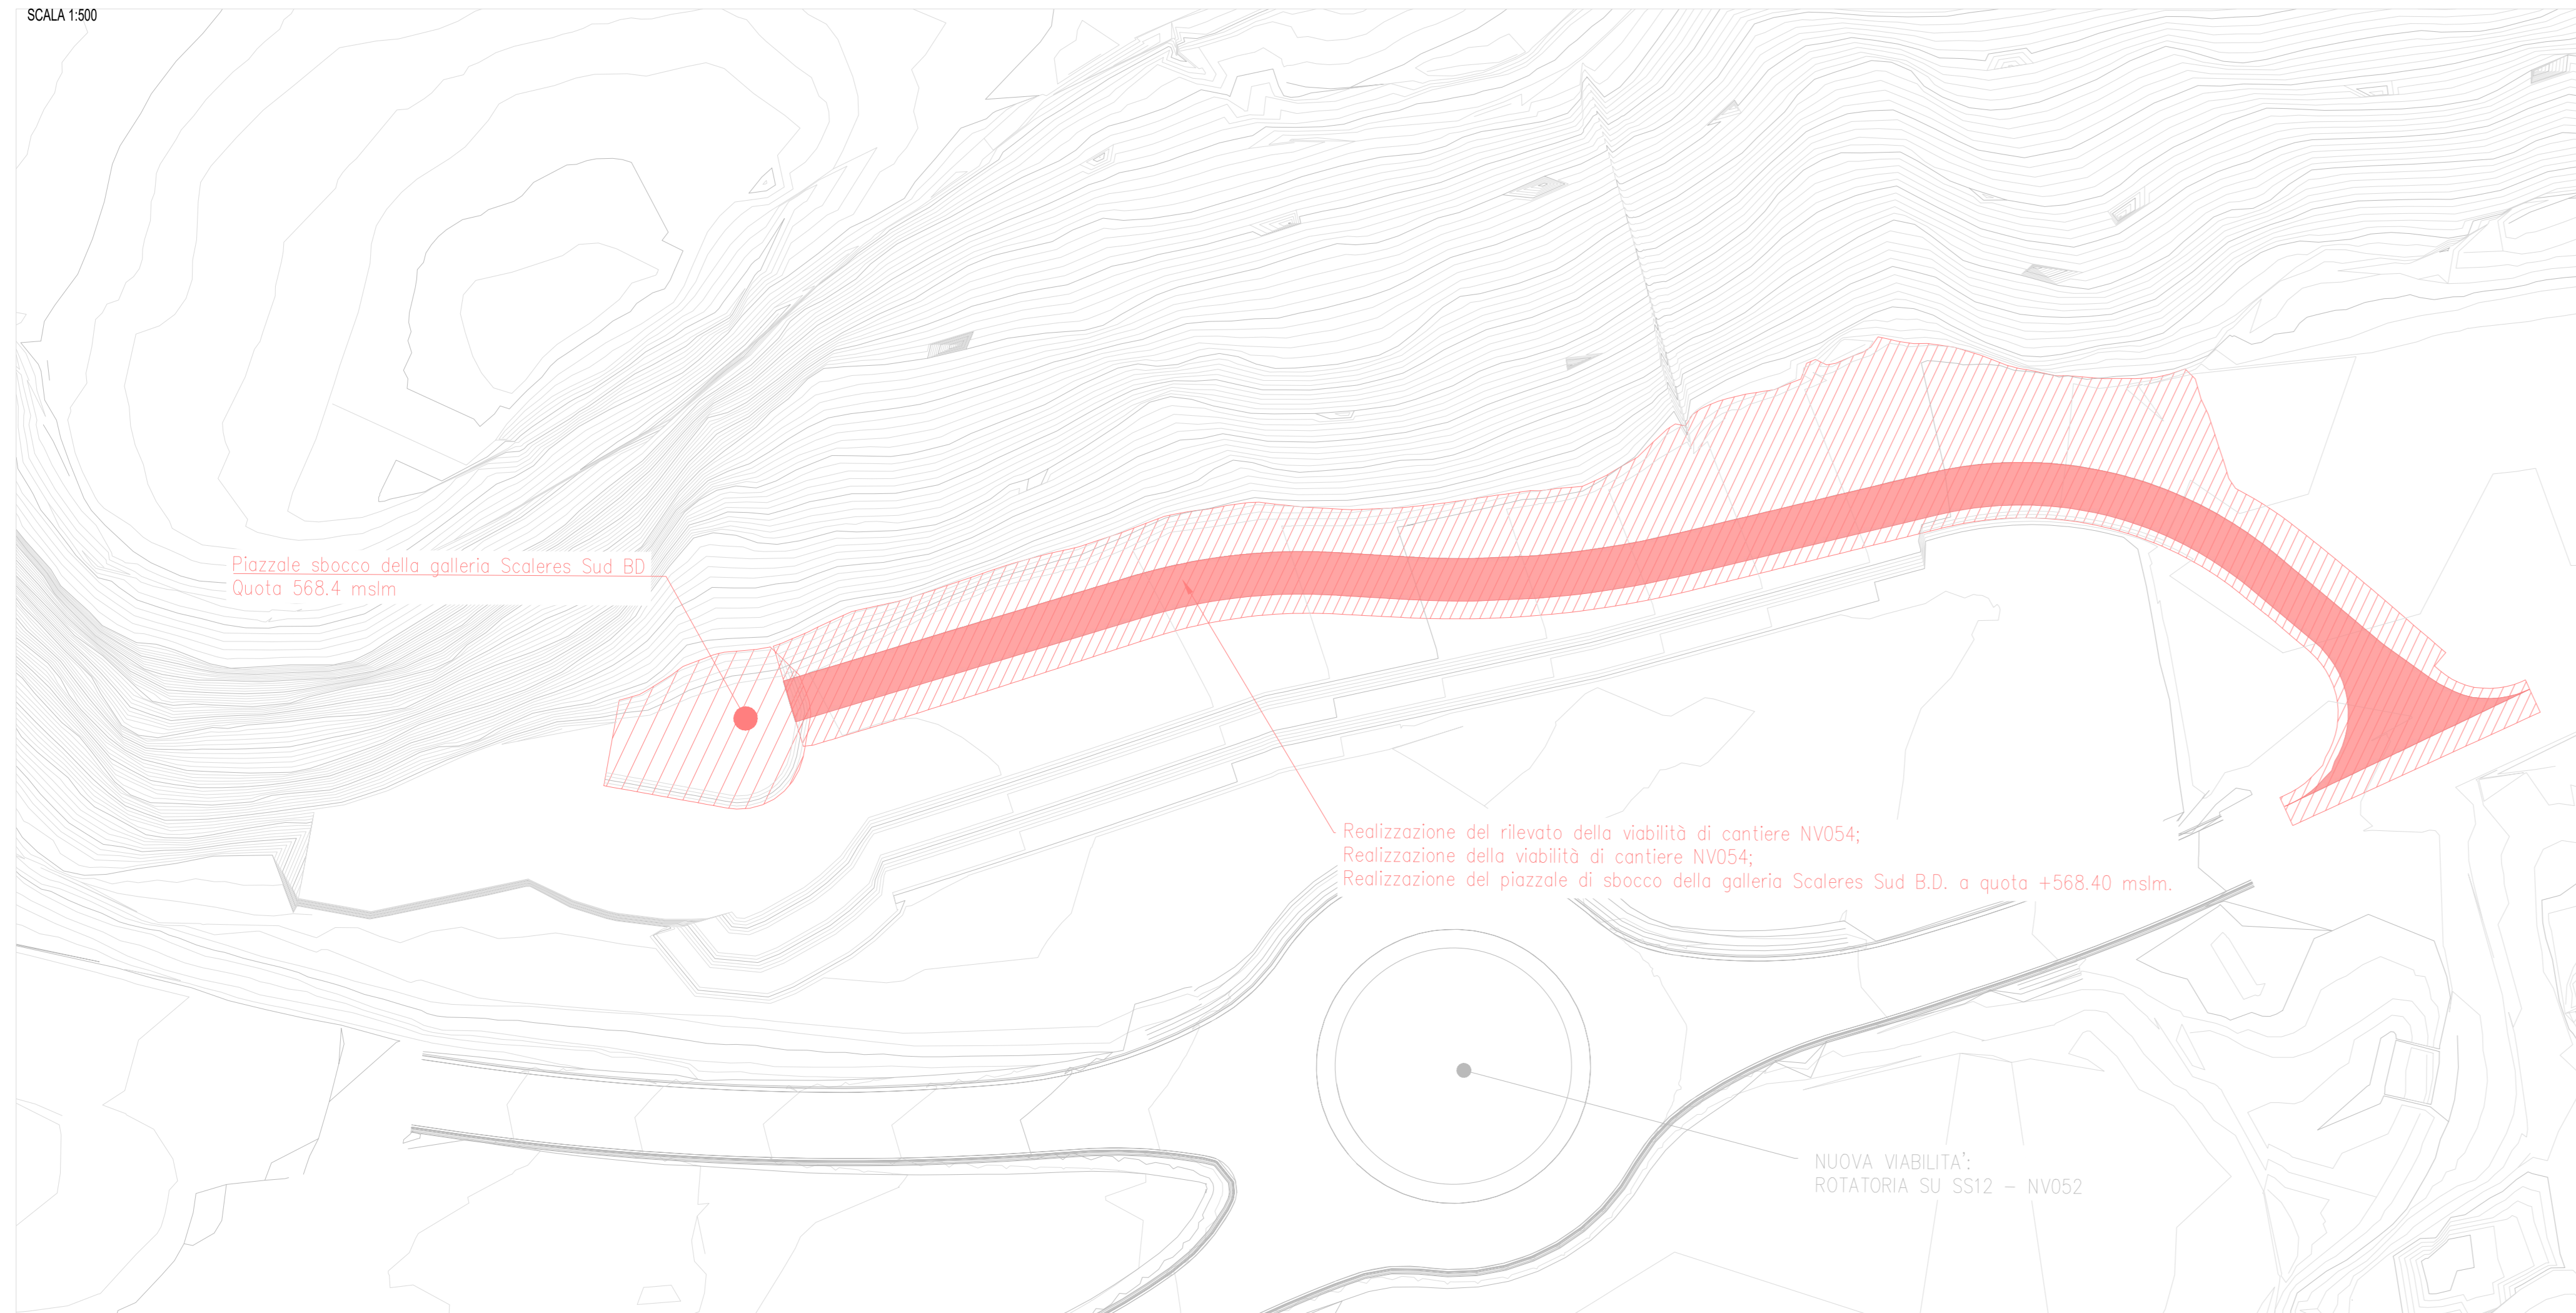 SCALA 1:500
Piazzale sbocco della galleria Scaleres Sud BD
Quota 568.4 mslm
Realizzazione del rilevato della viabilità di cantiere NV054;
Realizzazione della viabilità di cantiere NV054;
Realizzazione del piazzale di sbocco della galleria Scaleres Sud B.D. a quota +568.40 mslm.
NUOVA VIABILITA':
ROTATORIA SU SS12 – NV052